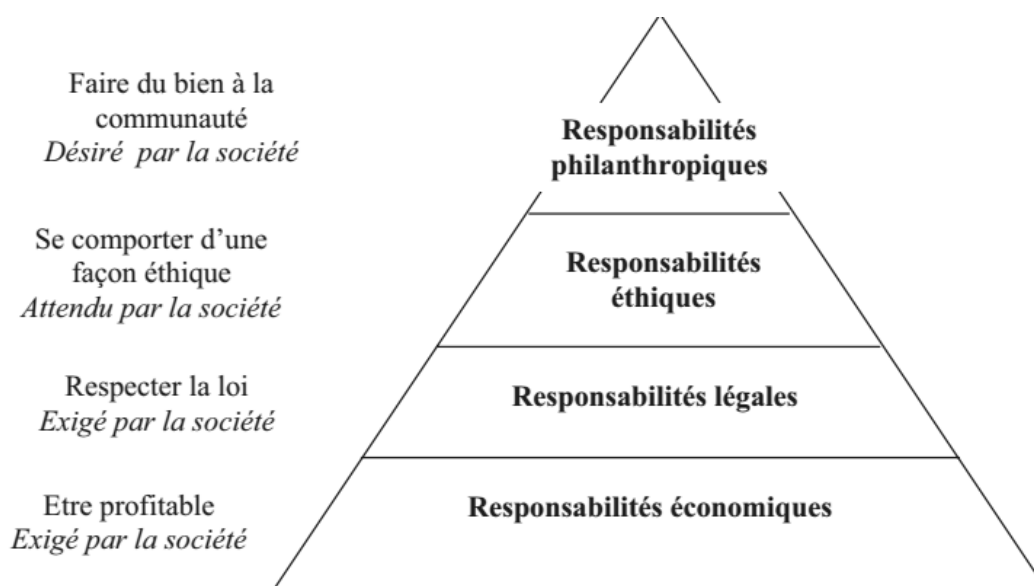 Faire du bien à la
communauté
Désiré par la société
Responsabilités
philanthropiques
Se comporter d'une
façon éthique
Attendu par la société
Responsabilités
éthiques
Respecter la loi
Exigé par la société
Responsabilités légales
Etre profitable
Exigé par la société
Responsabilités économiques